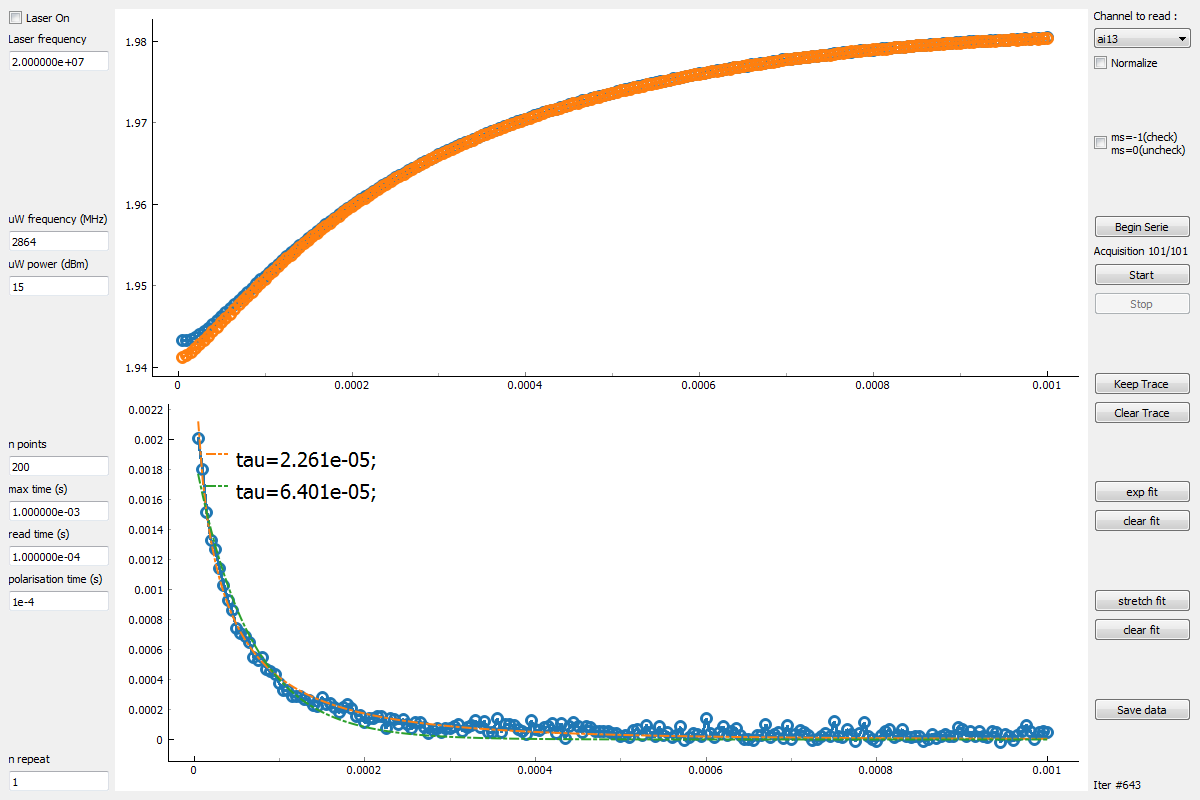 Laser On
Laser frequency
2.000000e+07
uW frequency (MHz)
2864
uW power (dBm)
15
n points
200
max time (s)
1.000000e-03
read time (s)
1.000000e-04
polarisation time (s)
1e-4
n repeat
1
1.98
1.97
1.96
1.95
1.94
0
0.0002
0.0004
0.0006
0.0008
0.001
0.0022
0.002
0.0018
0.0016
0.0014
0.0012
0.001
0.0008
0.0006
0.0004
0.0002
0
tau=2.261e-05;
tau=6.401e-05;
0
0.0002
0.0004
0.0006
0.0008
0.001
Channel to read :
ai13
Normalize
ms=-1(check)
ms=0(uncheck)
Begin Serie
Acquisition 101/101
Start
Stop
Keep Trace
Clear Trace
exp fit
clear fit
stretch fit
clear fit
Save data
Iter #643